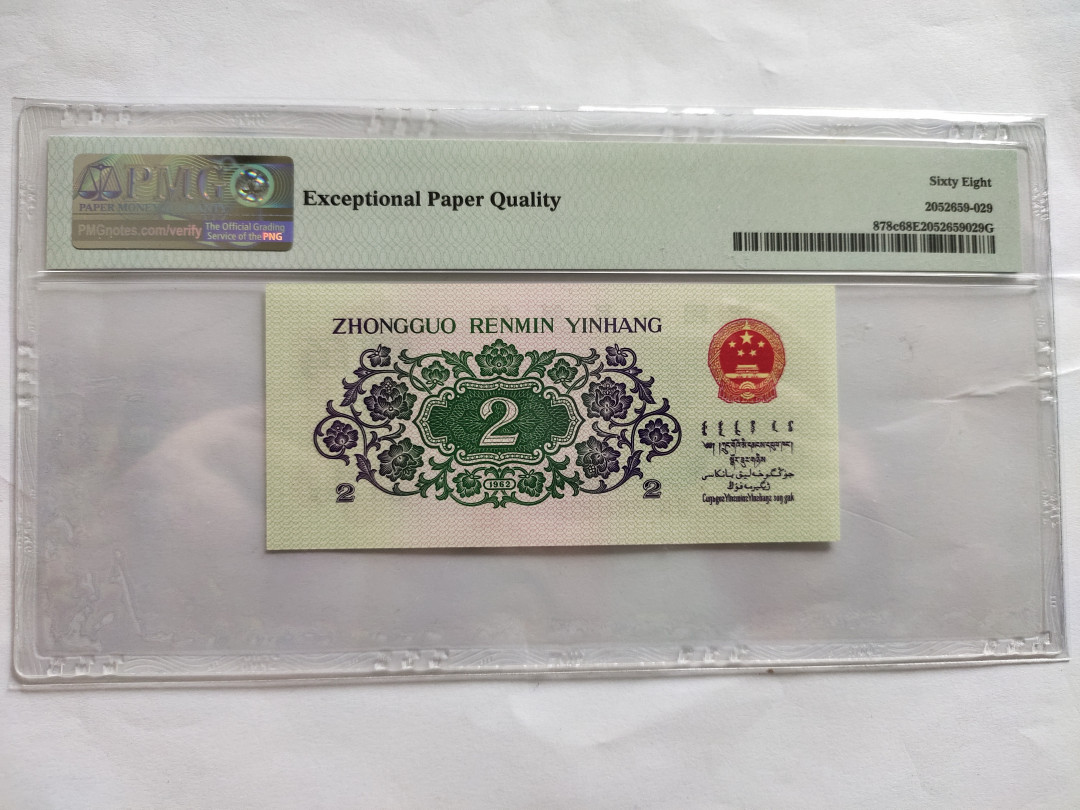 PMG
PAPER MONEY
PMGnotes.com/verify
The Official Grading
Service of the PNG
Exceptional Paper Quality
Sixty Eight
2052659-029
878c68E2052659029G
ZHONGGUO RENMIN YINHANG
2
2
1962
2